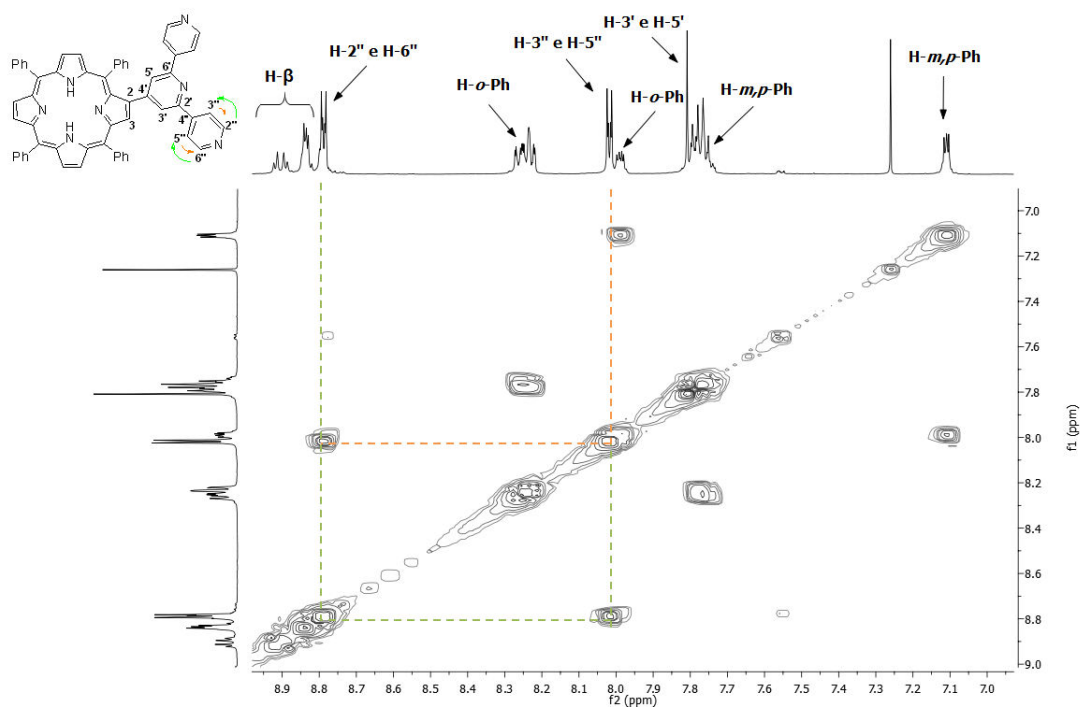 H-β
H-2" e H-6"
H-o-Ph
H-3" e H-5"
H-3' e H-5'
H-o-Ph
H-m,p-Ph
H-m,p-Ph
N
N
Ph
Ph
6'
5'
N
NH
2
4'
2'
3"
N
N
3
3'
4"
2"
H
N
5"
N
6"
Ph
Ph
7.0
7.2
7.4
7.6
7.8
8.0
8.2
8.4
8.6
8.8
9.0
f1 (ppm)
8.9 8.8 8.7 8.6 8.5 8.4 8.3 8.2 8.1 8.0 7.9 7.8 7.7 7.6 7.5 7.4 7.3 7.2 7.1 7.0
f2 (ppm)